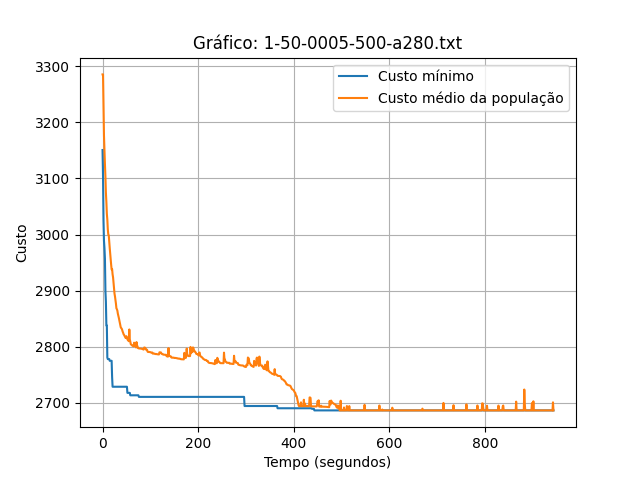 Gráfico: 1-50-0005-500-a280.txt
Custo mínimo
Custo médio da população
Custo
3300
3200
3100
3000
2900
2800
2700
0 200 400 600 800
Tempo (segundos)